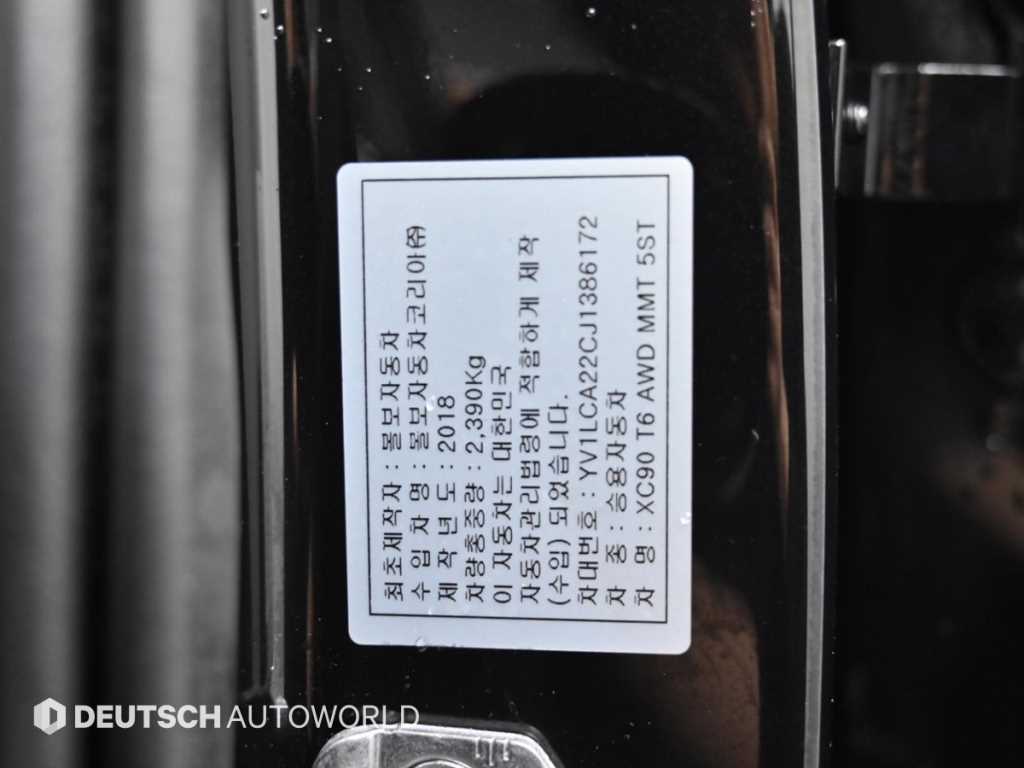 최초제작자 : 볼보자동차
수 입 차 명 : 볼보자동차코리아㈜
제 작 년 도 : 2018
차량총중량 : 2,390Kg
이 자동차는 대한민국
자동차관리법령에 적합하게 제작
(수입) 되었습니다.
차대번호 : YV1LCA22CJ1386172
차 종 : 승용자동차
차 명 : XC90 T6 AWD MMT 5ST
DEUTSCH AUTOWORLD